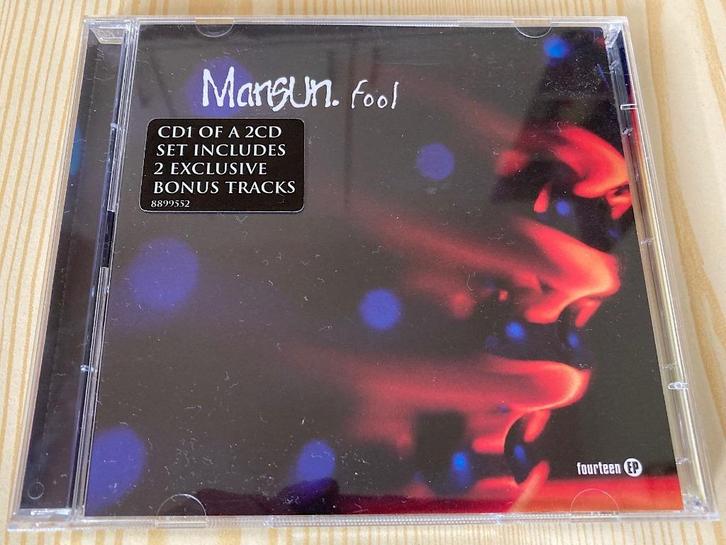 Mansun. Fool
CD1 OF A 2CD
SET INCLUDES
2 EXCLUSIVE
BONUS TRACKS
8899552
fourteen EP